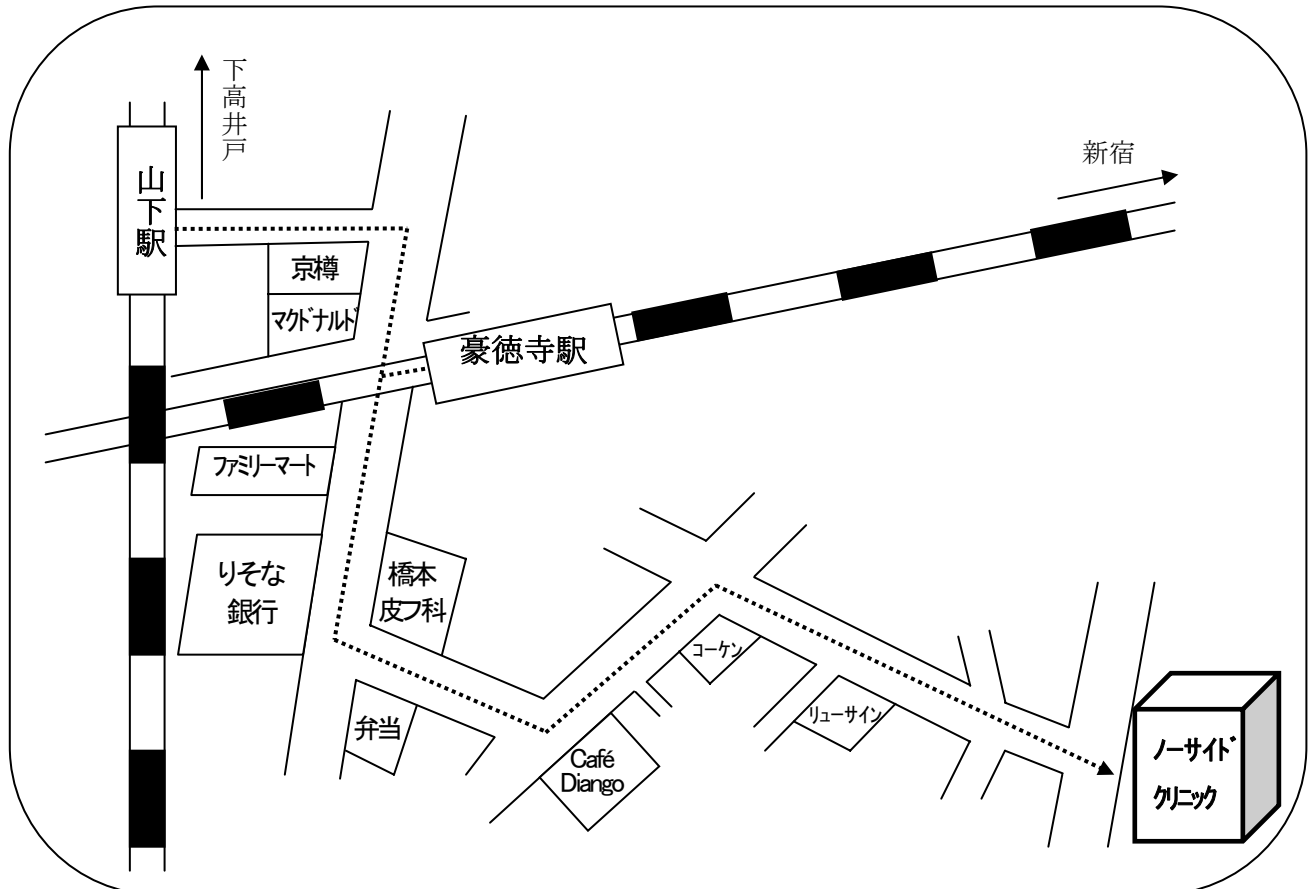 下高井戸
新宿
山下駅
京樽
マクドナルド
豪徳寺駅
ファミリーマート
りそな
銀行
橋本
皮フ科
コーケン
リューサイン
弁当
Café
Diango
ノーサイド
クリニック